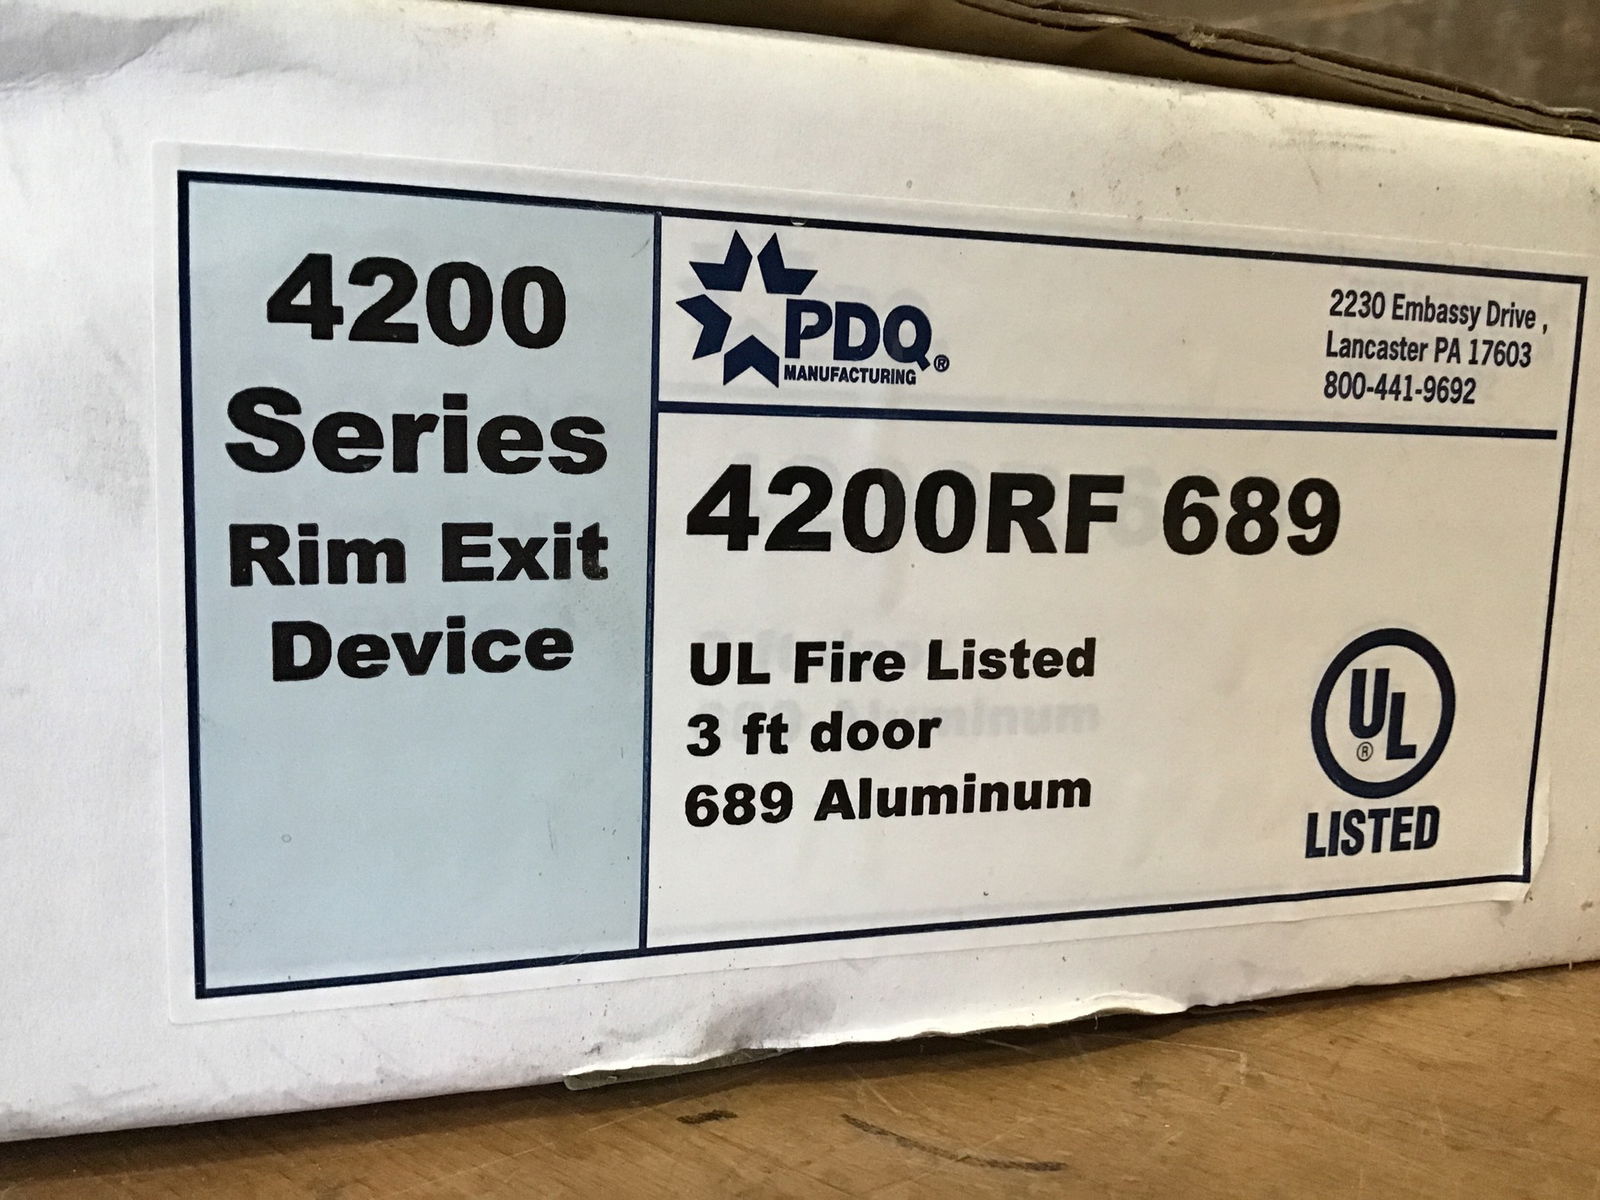 4200
Series
Rim Exit
Device
PDQ®
MANUFACTURING
2230 Embassy Drive ,
Lancaster PA 17603
800-441-9692
4200RF 689
UL Fire Listed
3 ft door
689 Aluminum
UL®
LISTED